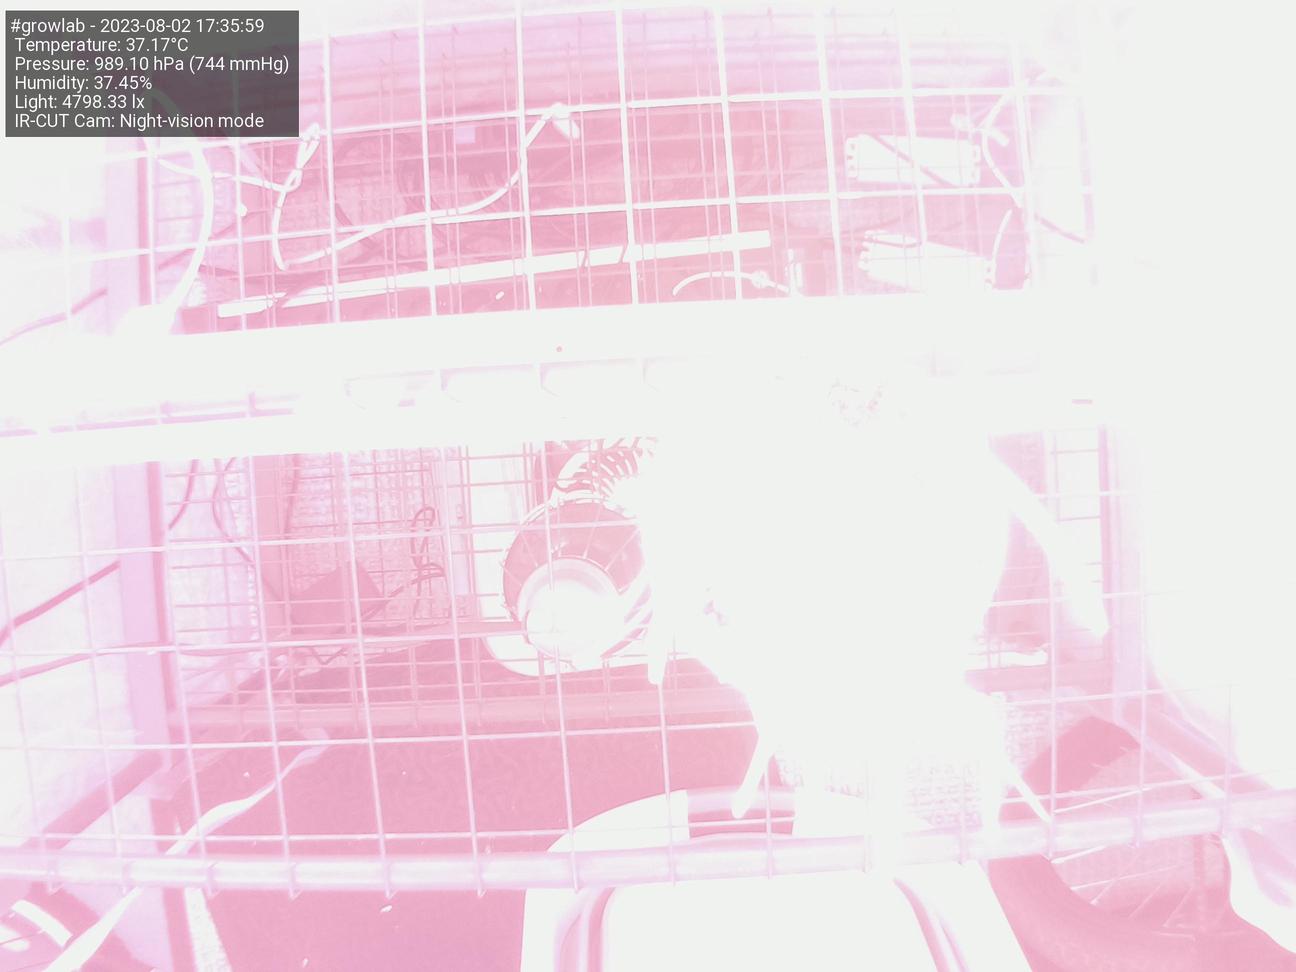 #growlab - 2023-08-02 17:35:59
Temperature: 37.17°C
Pressure: 989.10 hPa (744 mmHg)
Humidity: 37.45%
Light: 4798.33 lx
IR-CUT Cam: Night-vision mode